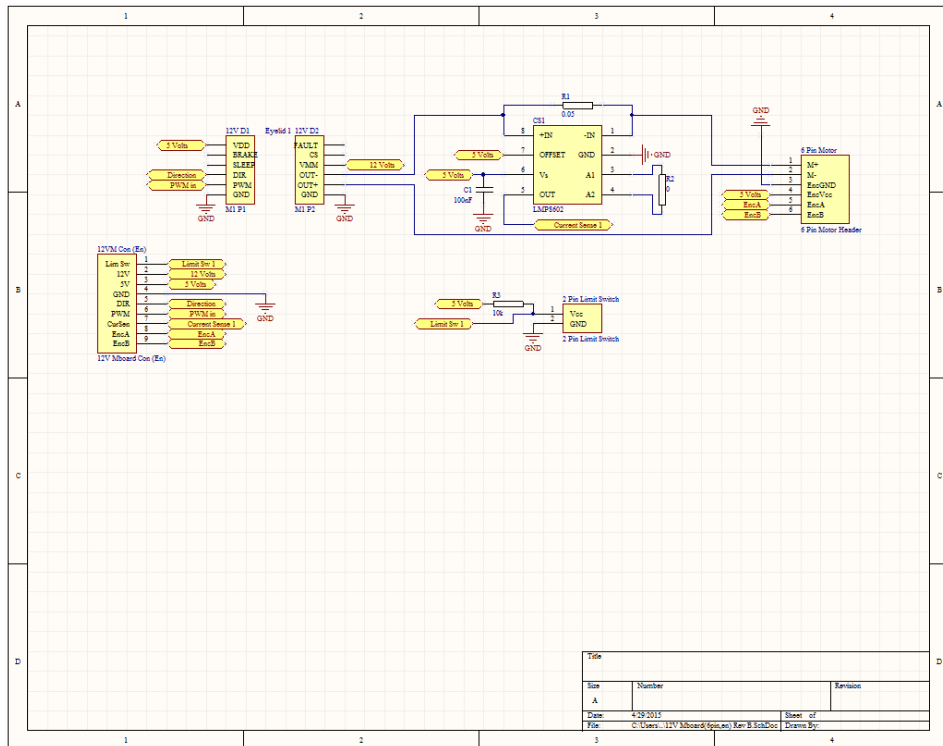 1 2 3 4
A A
B B
C C
D D
1 2 3 4
12V D1
5 Volts VDD
BRAKE
SLEEP
Direction DIR
PWM in PWM
GND
M1 P1
GND
Eyelid 1 12V D2
FAULT
CS
VMM 12 Volts
OUT-
OUT+
GND
M1 P2
GND
R1
0.05
CS1
8 +IN -IN 1
5 Volts 7 OFFSET GND 2 GND
5 Volts 6 Vs A1 3
5 OUT A2 4
LMP8602
C1
100nF
GND
R2
0
Current Sense 1
GND
6 Pin Motor
1 M+
2 M-
3 EncGND
5 Volts 4 EncVcc
EncA 5 EncA
EncB 6 EncB
6 Pin Motor Header
12VM Con (En)
Lim Sw 1 Limit Sw 1
12V 2 12 Volts
5V 3 5 Volts
GND 4
DIR 5 Direction
PWM 6 PWM in
CurSen 7 Current Sense 1
EncA 8 EncA
EncB 9 EncB
12V Mboard Con (En)
GND
R3
5 Volts
10k
Limit Sw 1
2 Pin Limit Switch
1 Vcc
2 GND
2 Pin Limit Switch
GND
Title
Size Number Revision
A
Date: 4/29/2015 Sheet of
File: C:\Users\...\12V Mboard(6pin,en) Rev B.SchDoc Drawn By: